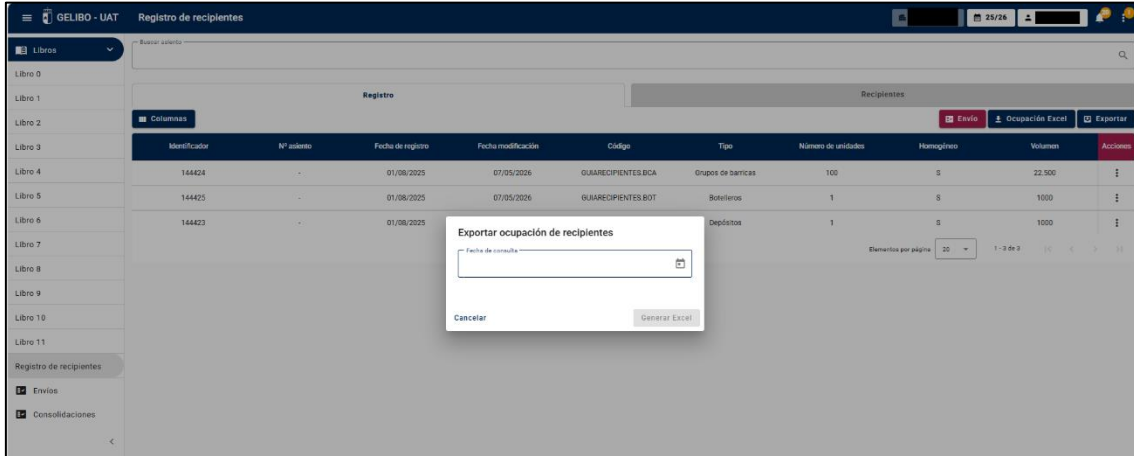 GELIBO - UAT
Registro de recipientes
25/26
Libros
Buscar asiento
Libro 0
Libro 1
Libro 2
Libro 3
Libro 4
Libro 5
Libro 6
Libro 7
Libro 8
Libro 9
Libro 10
Libro 11
Registro de recipientes
Envíos
Consolidaciones
Registro
Recipientes
Columnas
Envío
Ocupación Excel
Exportar
Identificador Nº asiento Fecha de registro Fecha modificación Código Tipo Número de unidades Homogéneo Volumen Acciones
144424 - 01/08/2025 07/05/2026 GUIARECIPIENTES.BCA Grupos de barricas 100 S 22.500
144425 - 01/08/2025 07/05/2026 GUIARECIPIENTES.BOT Botelleros 1 S 1000
144423 - 01/08/2025 Depósitos 1 S 1000
Elementos por página 20 1 - 3 de 3
Exportar ocupación de recipientes
Fecha de consulta
Cancelar
Generar Excel